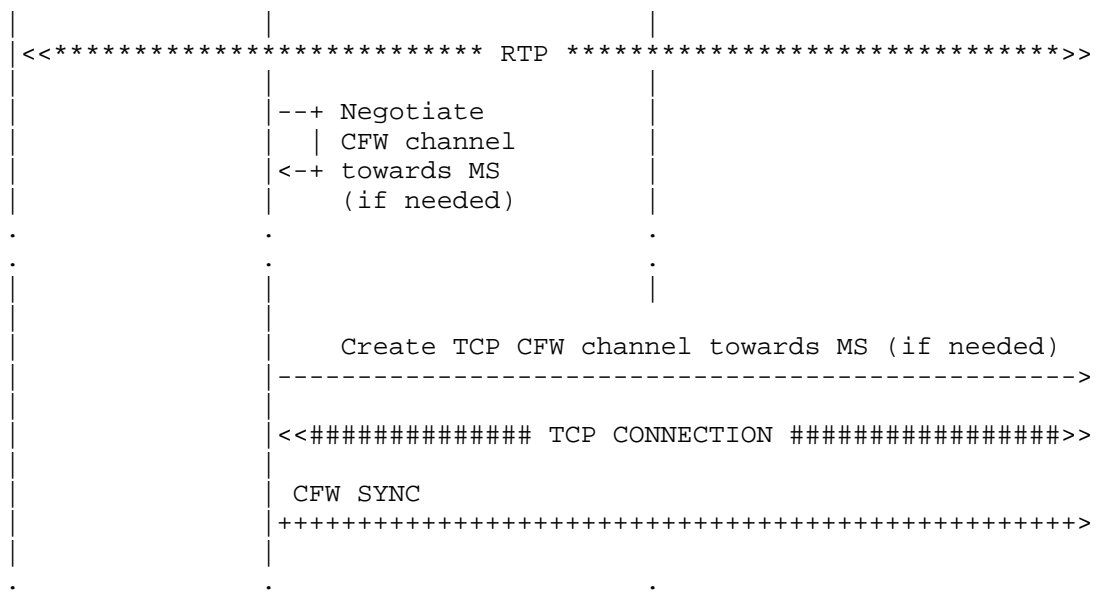 |                |                       |
|<<*************************** RTP *******************************>>
|                |                       |
|                |--+ Negotiate          |
|                |  | CFW channel        |
|                |<-+ towards MS         |
|                |    (if needed)        |
.                .                       .
.                .                       .
|                |                       |
|                |
|                |    Create TCP CFW channel towards MS (if needed)
|                |-------------------------------------------------->
|                |
|                |<<############## TCP CONNECTION #################>>
|                |
|                | CFW SYNC
|                |++++++++++++++++++++++++++++++++++++++++++++++++++>
|                |
.                .                       .